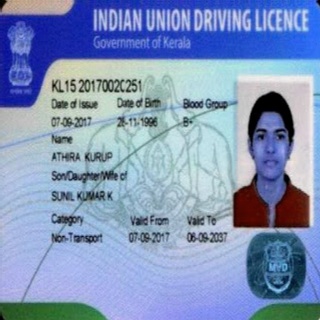 INDIAN UNION DRIVING LICENCE
Government of Kerala
KL15 20170020251
Date of Issue Date of Birth Blood Group
07-09-2017 28-11-1996 B+
Name
ATHIRA KURUP
Son/Daughter/Wife of
SUNIL KUMAR K
Category Valid From Valid To
Non-Transport 07-09-2017 06-09-2037
MVD